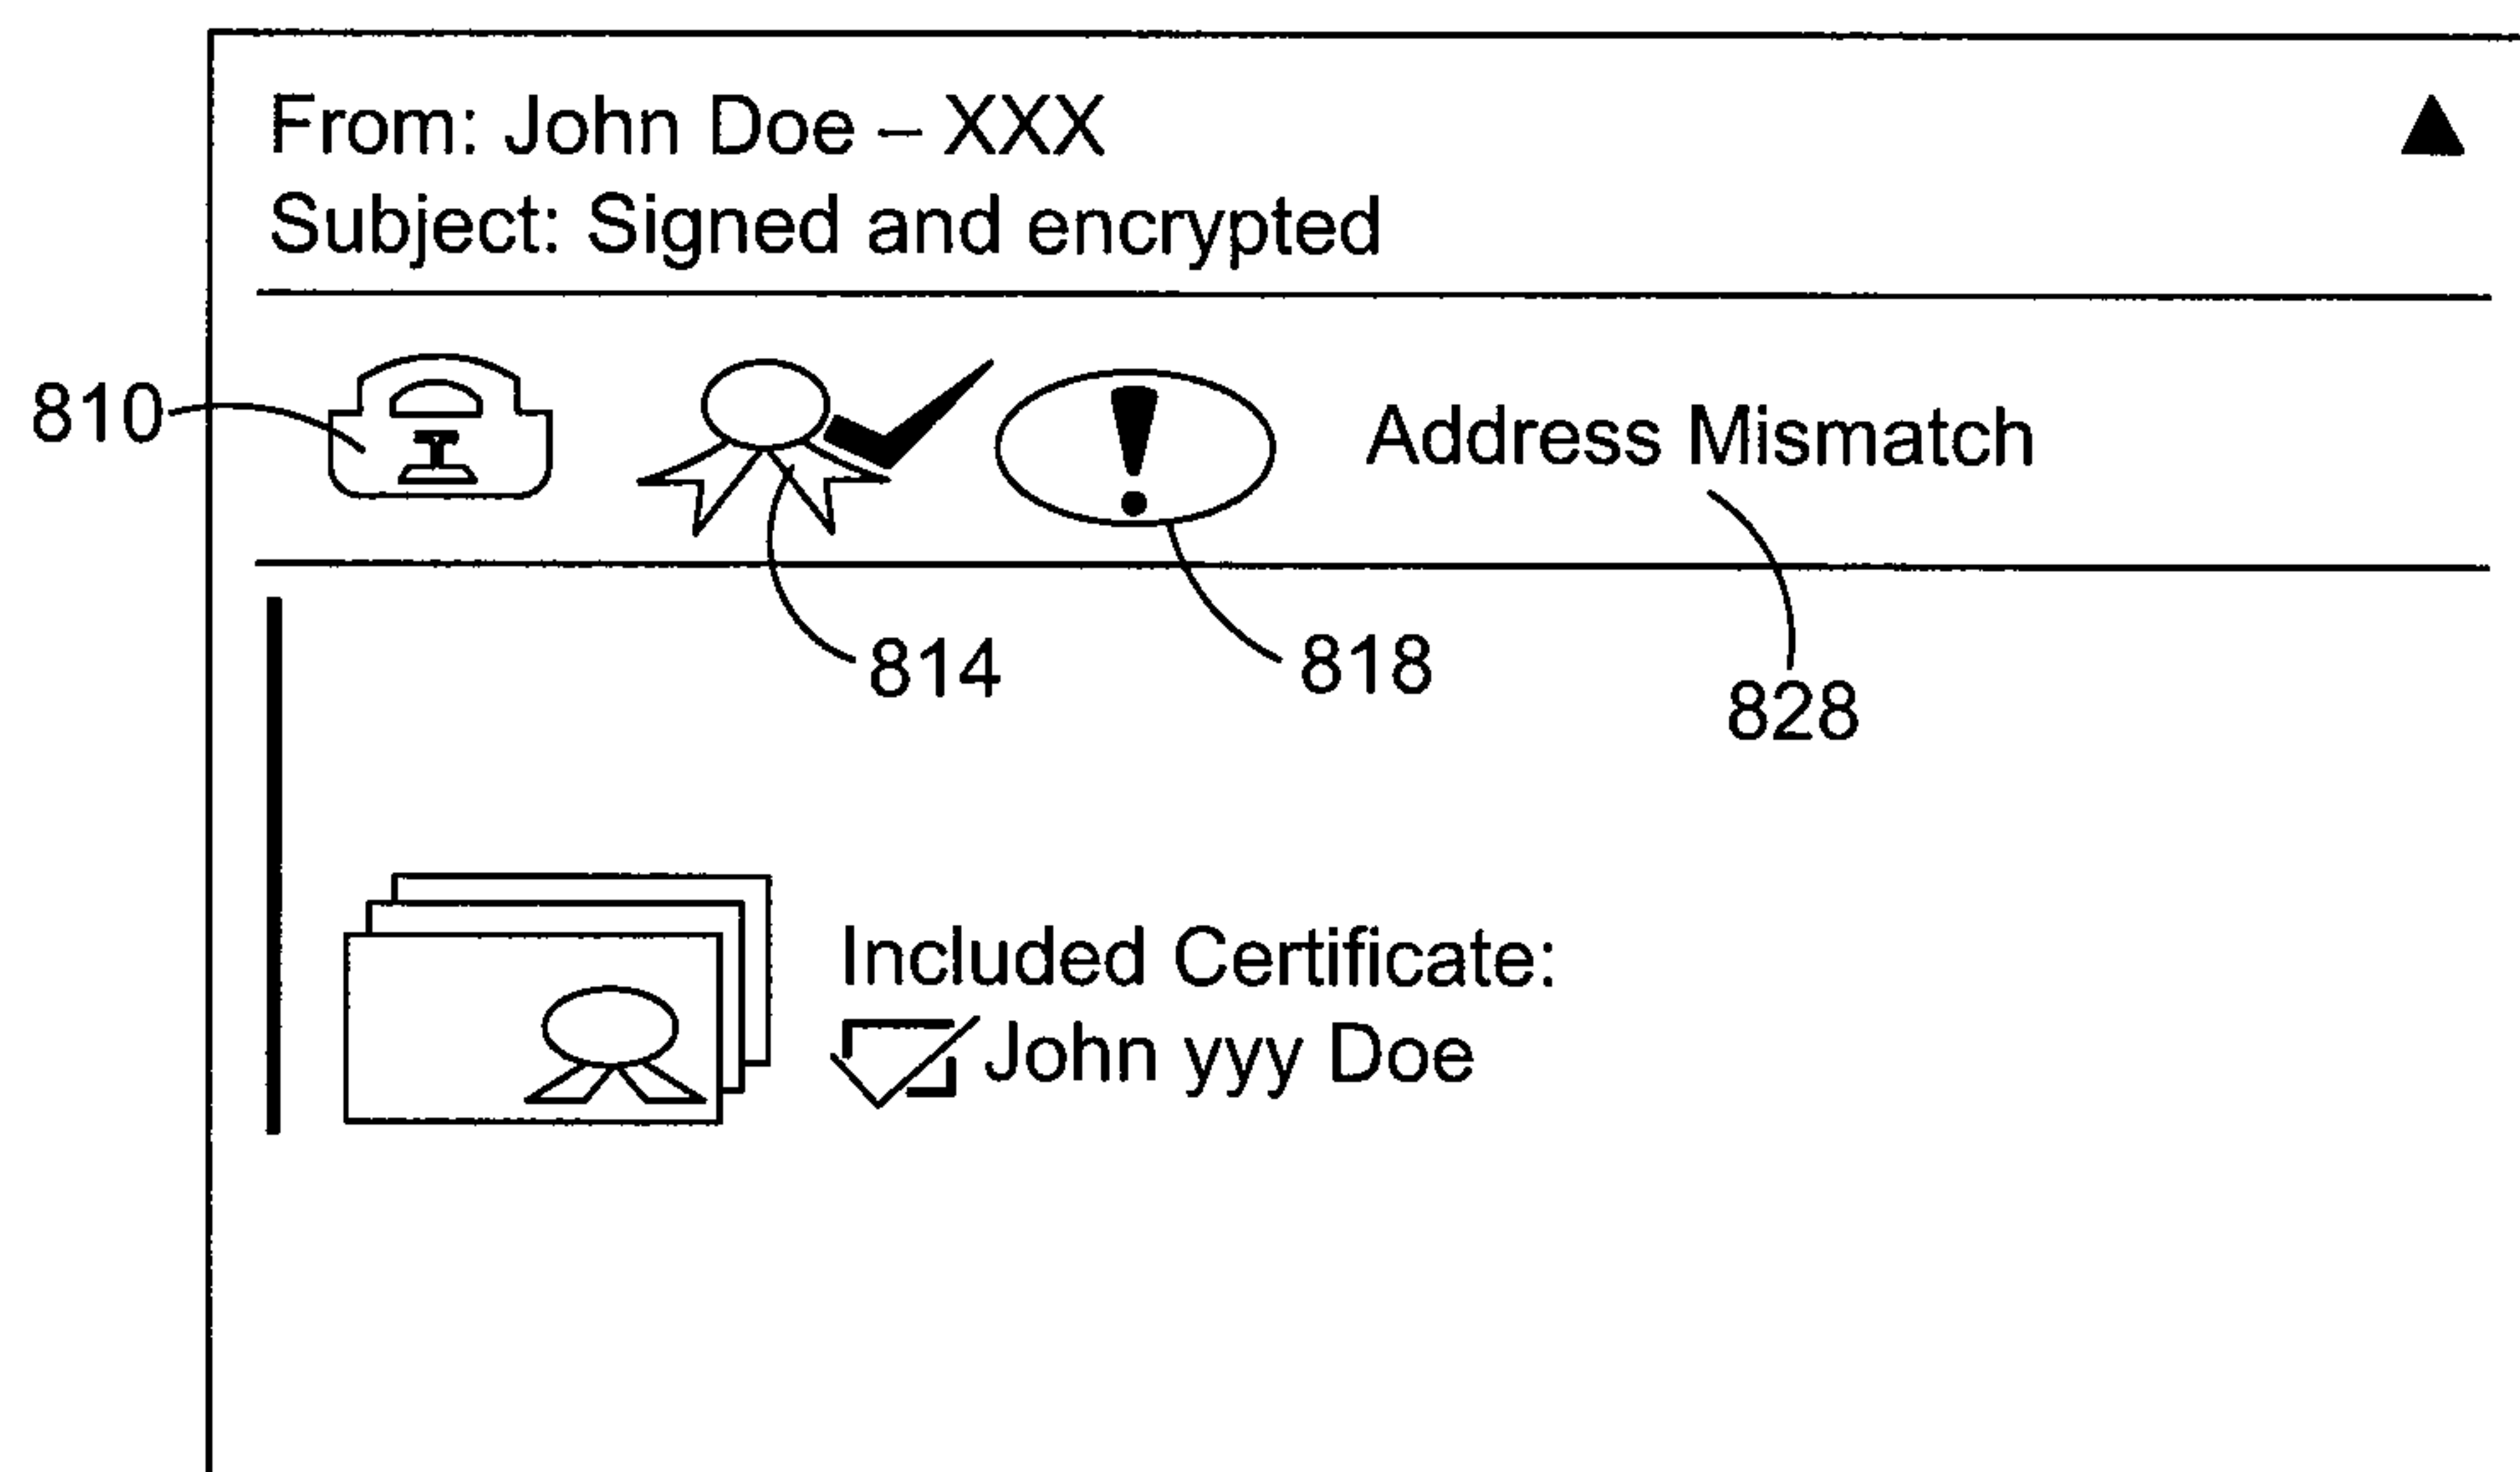 From: John Doe – XXX
Subject: Signed and encrypted
810
Address Mismatch
814
818
828
Included Certificate:
John yyy Doe